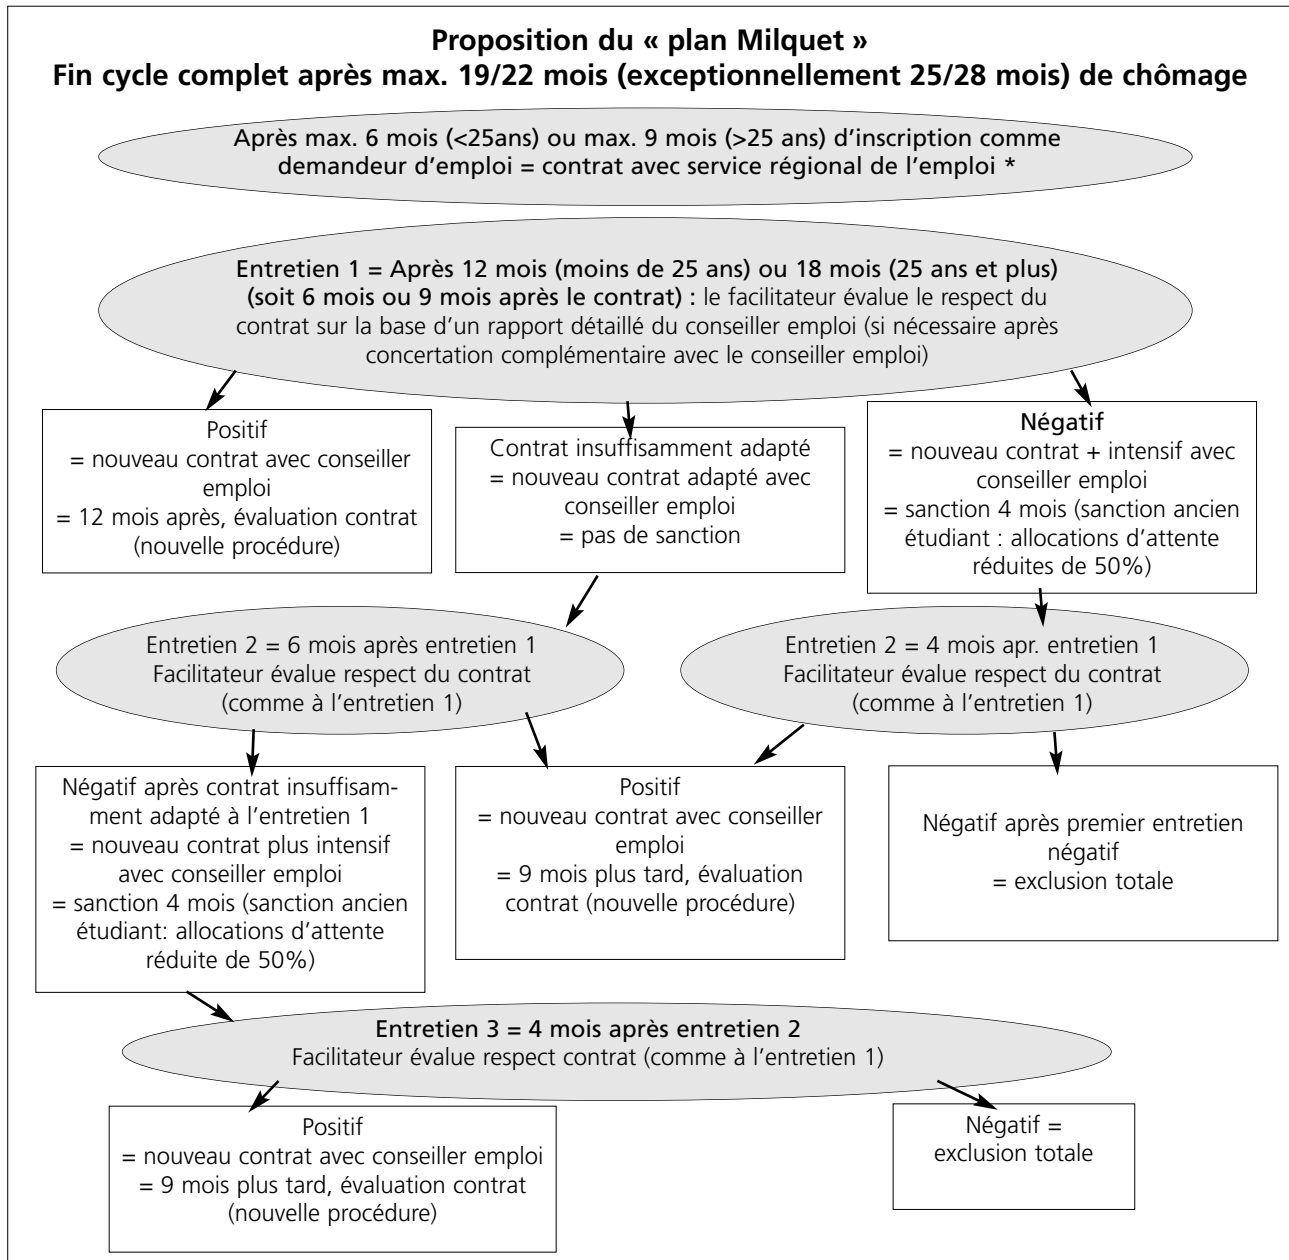 Proposition du « plan Milquet »
Fin cycle complet après max. 19/22 mois (exceptionnellement 25/28 mois) de chômage
Après max. 6 mois (<25ans) ou max. 9 mois (>25 ans) d’inscription comme
demandeur d’emploi = contrat avec service régional de l’emploi *
Entretien 1 = Après 12 mois (moins de 25 ans) ou 18 mois (25 ans et plus)
(soit 6 mois ou 9 mois après le contrat) : le facilitateur évalue le respect du
contrat sur la base d’un rapport détaillé du conseiller emploi (si nécessaire après
concertation complémentaire avec le conseiller emploi)
Positif
= nouveau contrat avec conseiller
emploi
= 12 mois après, évaluation contrat
(nouvelle procédure)
Contrat insuffisamment adapté
= nouveau contrat adapté avec
conseiller emploi
= pas de sanction
Négatif
= nouveau contrat + intensif avec
conseiller emploi
= sanction 4 mois (sanction ancien
étudiant : allocations d’attente
réduites de 50%)
Entretien 2 = 6 mois après entretien 1
Facilitateur évalue respect du contrat
(comme à l’entretien 1)
Entretien 2 = 4 mois apr. entretien 1
Facilitateur évalue respect du contrat
(comme à l’entretien 1)
Négatif après contrat insuffisam-
ment adapté à l’entretien 1
= nouveau contrat plus intensif
avec conseiller emploi
= sanction 4 mois (sanction ancien
étudiant: allocations d’attente
réduite de 50%)
Positif
= nouveau contrat avec conseiller
emploi
= 9 mois plus tard, évaluation
contrat (nouvelle procédure)
Négatif après premier entretien
négatif
= exclusion totale
Entretien 3 = 4 mois après entretien 2
Facilitateur évalue respect contrat (comme à l’entretien 1)
Positif
= nouveau contrat avec conseiller emploi
= 9 mois plus tard, évaluation contrat
(nouvelle procédure)
Négatif =
exclusion totale